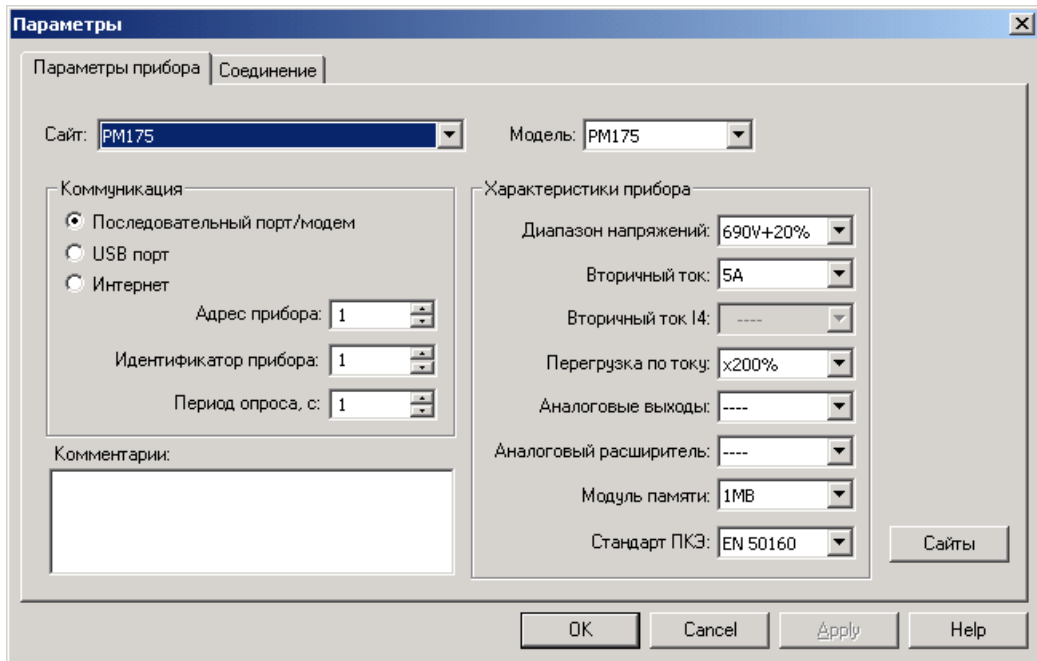 Параметры
Параметры прибора Соединение
Сайт: PM175 Модель: PM175
Коммуникация
Последовательный порт/модем
USB порт
Интернет
Адрес прибора: 1
Идентификатор прибора: 1
Период опроса, с: 1
Комментарии:
Характеристики прибора
Диапазон напряжений: 690V+20%
Вторичный ток: 5A
Вторичный ток I4: ----
Перегрузка по току: x200%
Аналоговые выходы: ----
Аналоговый расширитель: ----
Модуль памяти: 1MB
Стандарт ПКЭ: EN 50160
Сайты
OK Cancel Apply Help